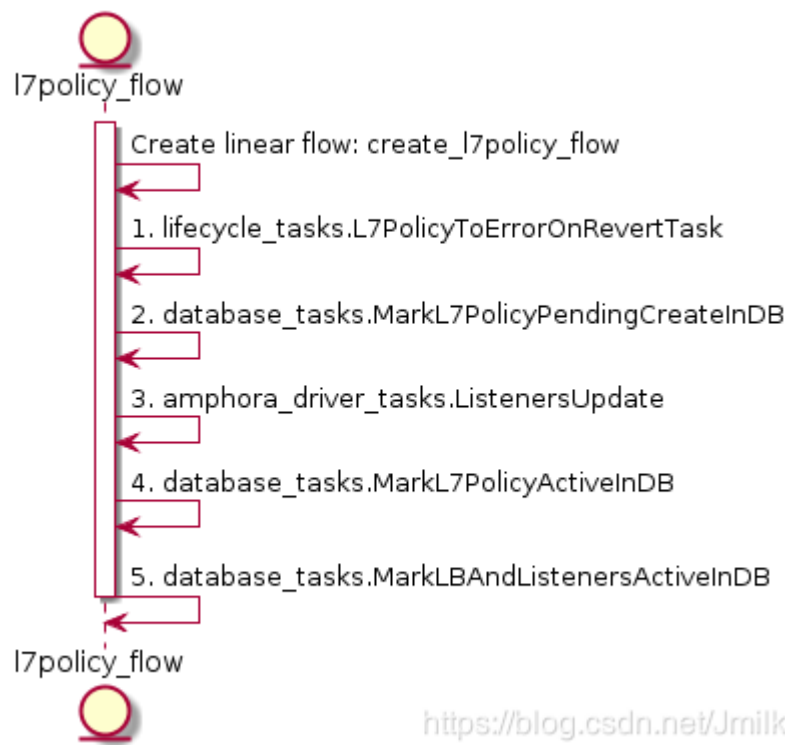 l7policy_flow
Create linear flow: create_l7policy_flow
1. lifecycle_tasks.L7PolicyToErrorOnRevertTask
2. database_tasks.MarkL7PolicyPendingCreateInDB
3. amphora_driver_tasks.ListenersUpdate
4. database_tasks.MarkL7PolicyActiveInDB
5. database_tasks.MarkLBAndListenersActiveInDB
l7policy_flow
https://blog.csdn.net/Jmilk